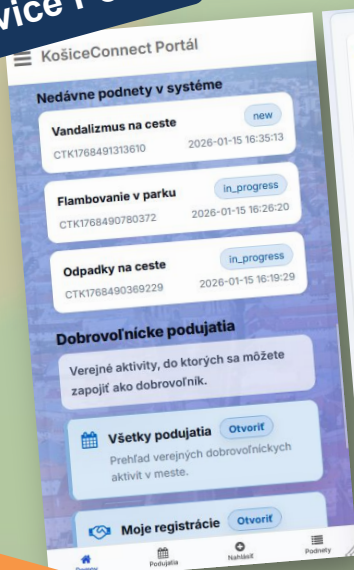 KošiceConnect Portál
Nedávne podnety v systéme
Vandalizmus na ceste
new
CTK1768491313610
2026-01-15 16:35:13
Flambovanie v parku
in_progress
CTK1768490780372
2026-01-15 16:26:20
Odpadky na ceste
in_progress
CTK1768490369229
2026-01-15 16:19:29
Dobrovoľnícke podujatia
Verejné aktivity, do ktorých sa môžete
zapojiť ako dobrovoľník.
Všetky podujatia
Otvoriť
Prehľad verejných dobrovoľníckych
aktivít v meste.
Moje registrácie
Otvoriť
Domov
Podujatia
Nahlásiť
Podnety